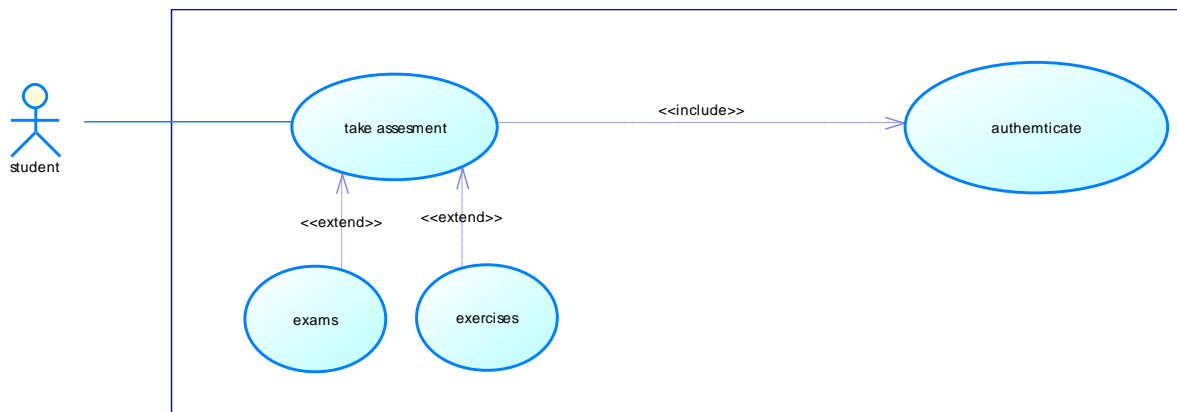 <<include>>
take assesment
authemticate
student
<<extend>>
<<extend>>
exams
exercises